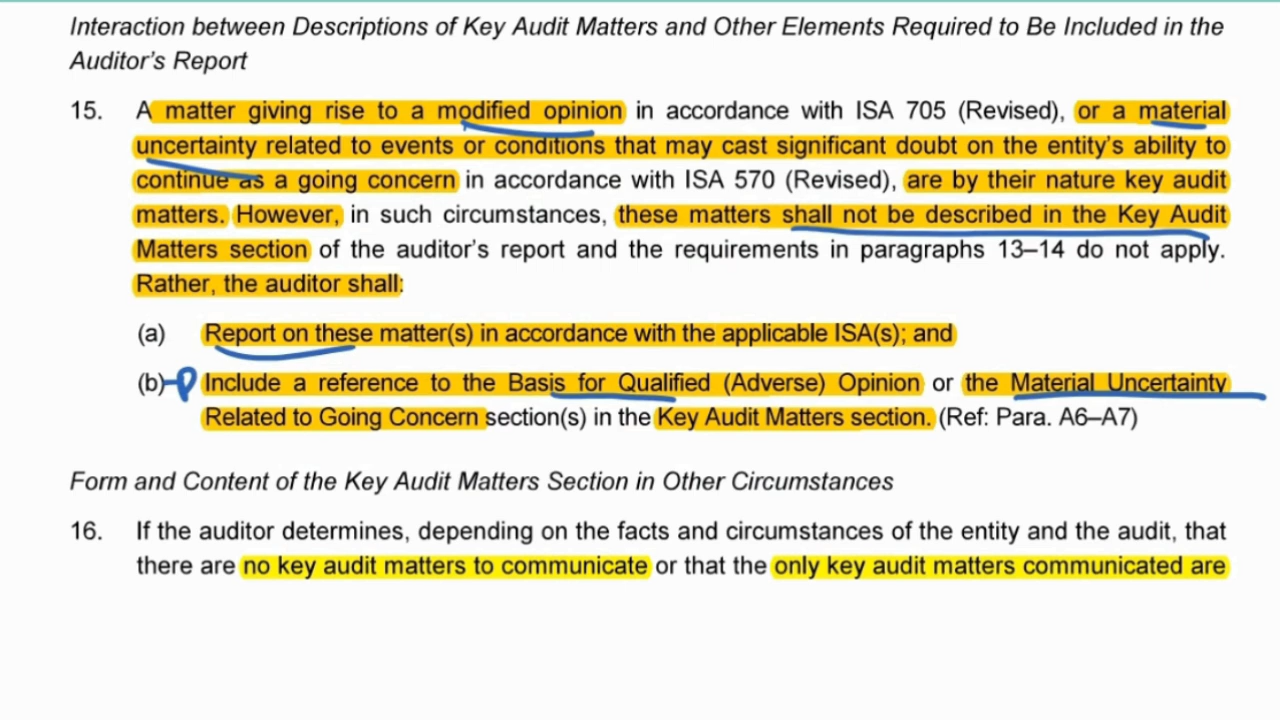 Interaction between Descriptions of Key Audit Matters and Other Elements Required to Be Included in the
Auditor's Report
15. A matter giving rise to a modified opinion in accordance with ISA 705 (Revised), or a material
uncertainty related to events or conditions that may cast significant doubt on the entity's ability to
continue as a going concern in accordance with ISA 570 (Revised), are by their nature key audit
matters. However, in such circumstances, these matters shall not be described in the Key Audit
Matters section of the auditor's report and the requirements in paragraphs 13–14 do not apply.
Rather, the auditor shall:
(a) Report on these matter(s) in accordance with the applicable ISA(s); and
(b) Include a reference to the Basis for Qualified (Adverse) Opinion or the Material Uncertainty
Related to Going Concern section(s) in the Key Audit Matters section. (Ref: Para. A6–A7)
Form and Content of the Key Audit Matters Section in Other Circumstances
16. If the auditor determines, depending on the facts and circumstances of the entity and the audit, that
there are no key audit matters to communicate or that the only key audit matters communicated are